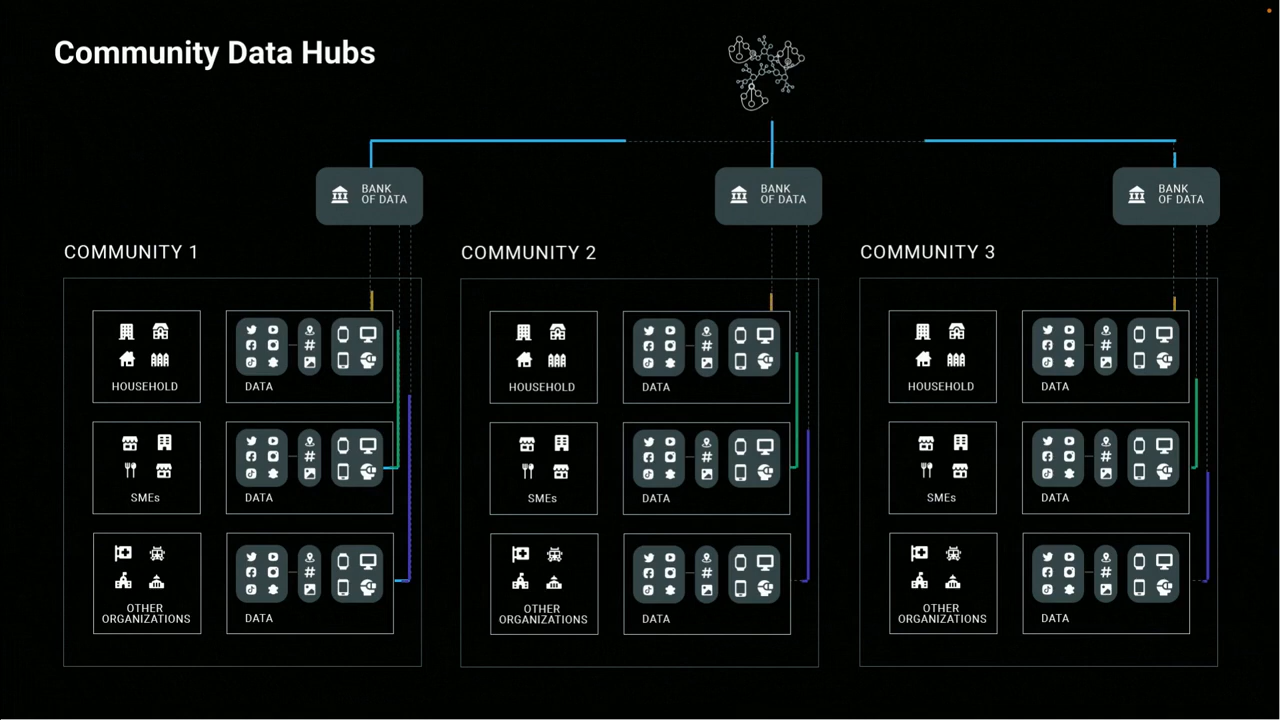 Community Data Hubs
BANK
OF DATA
BANK
OF DATA
BANK
OF DATA
COMMUNITY 1
COMMUNITY 2
COMMUNITY 3
HOUSEHOLD
DATA
HOUSEHOLD
DATA
HOUSEHOLD
DATA
SMEs
DATA
SMEs
DATA
SMEs
DATA
OTHER
ORGANIZATIONS
DATA
OTHER
ORGANIZATIONS
DATA
OTHER
ORGANIZATIONS
DATA